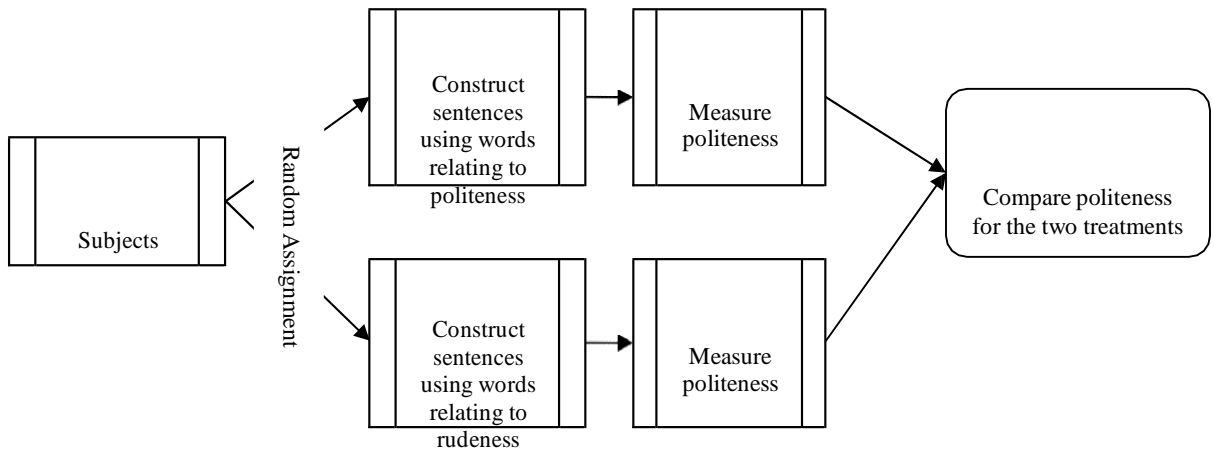 Subjects
Random Assignment
Construct
sentences
using words
relating to
politeness
Measure
politeness
Construct
sentences
using words
relating to
rudeness
Measure
politeness
Compare politeness
for the two treatments